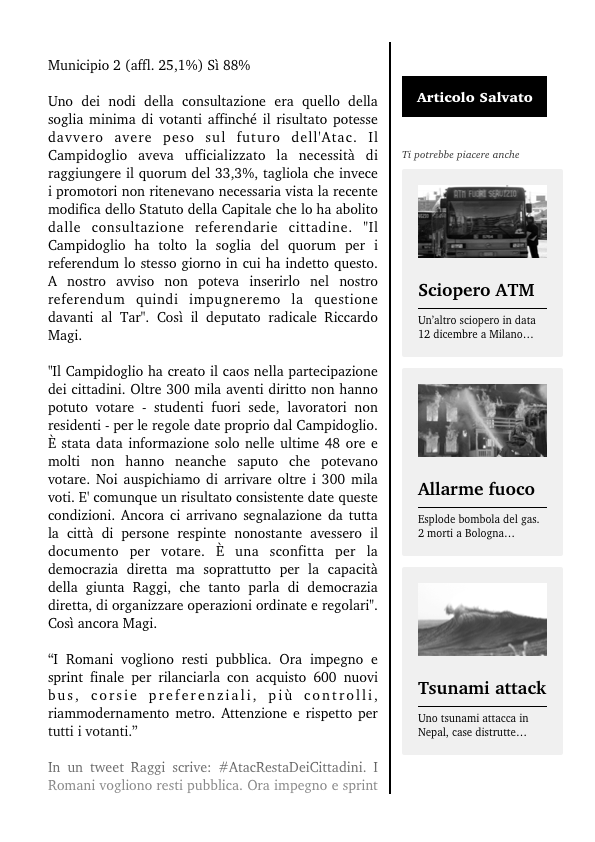 Municipio 2 (affl. 25,1%) Sì 88%
Uno dei nodi della consultazione era quello della
soglia minima di votanti affinché il risultato potesse
davvero avere peso sul futuro dell'Atac. Il
Campidoglio aveva ufficializzato la necessità di
raggiungere il quorum del 33,3%, tagliola che invece
i promotori non ritenevano necessaria vista la recente
modifica dello Statuto della Capitale che lo ha abolito
dalle consultazione referendarie cittadine. "Il
Campidoglio ha tolto la soglia del quorum per i
referendum lo stesso giorno in cui ha indetto questo.
A nostro avviso non poteva inserirlo nel nostro
referendum quindi impugneremo la questione
davanti al Tar". Così il deputato radicale Riccardo
Magi.
"Il Campidoglio ha creato il caos nella partecipazione
dei cittadini. Oltre 300 mila aventi diritto non hanno
potuto votare - studenti fuori sede, lavoratori non
residenti - per le regole date proprio dal Campidoglio.
È stata data informazione solo nelle ultime 48 ore e
molti non hanno neanche saputo che potevano
votare. Noi auspichiamo di arrivare oltre i 300 mila
voti. E' comunque un risultato consistente date queste
condizioni. Ancora ci arrivano segnalazione da tutta
la città di persone respinte nonostante avessero il
documento per votare. È una sconfitta per la
democrazia diretta ma soprattutto per la capacità
della giunta Raggi, che tanto parla di democrazia
diretta, di organizzare operazioni ordinate e regolari".
Così ancora Magi.
“I Romani vogliono resti pubblica. Ora impegno e
sprint finale per rilanciarla con acquisto 600 nuovi
bus, corsie preferenziali, più controlli,
riammodernamento metro. Attenzione e rispetto per
tutti i votanti.”
In un tweet Raggi scrive: #AtacRestaDeiCittadini. I
Romani vogliono resti pubblica. Ora impegno e sprint
Articolo Salvato
Ti potrebbe piacere anche
ATM FUORI SERVIZIO
Sciopero ATM
Un'altro sciopero in data
12 dicembre a Milano…
Allarme fuoco
Esplode bombola del gas.
2 morti a Bologna…
Tsunami attack
Uno tsunami attacca in
Nepal, case distrutte…